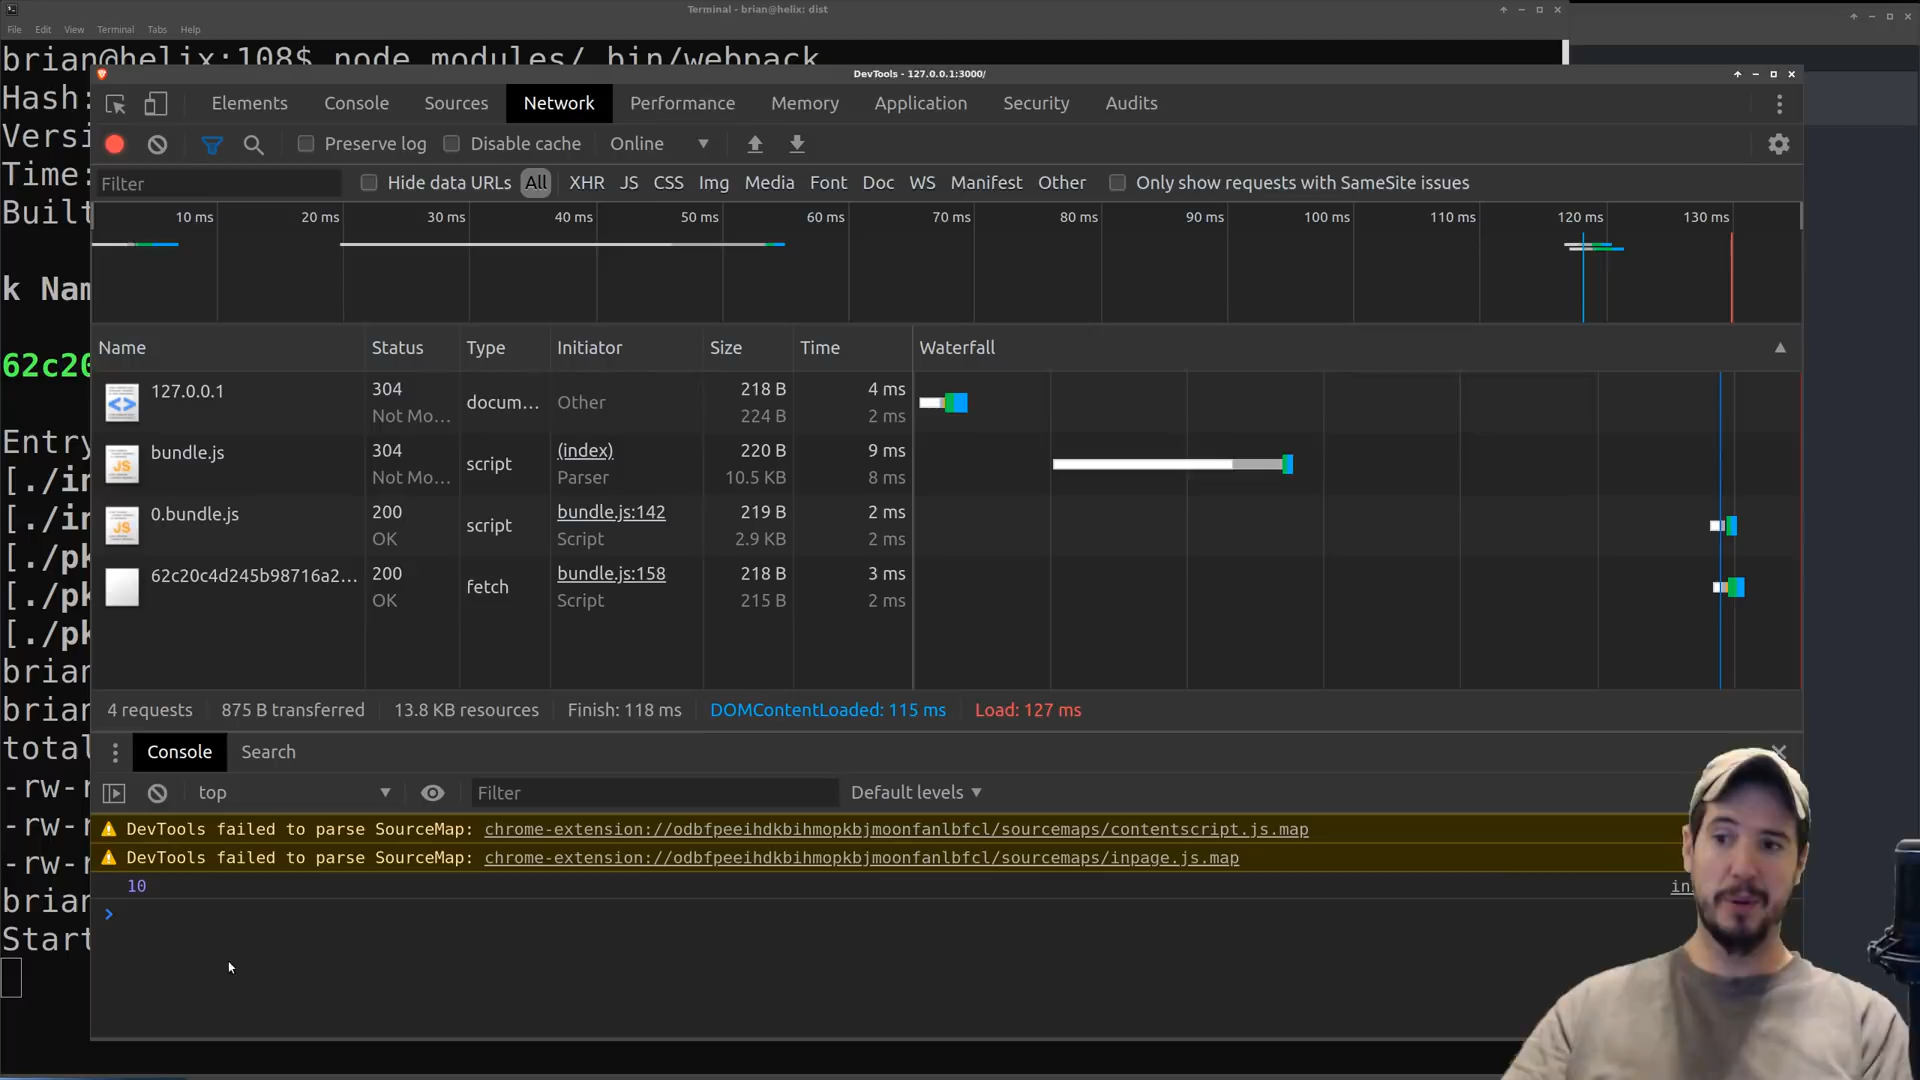 Terminal - brian@helix: dist
File Edit View Terminal Tabs Help
brian@helix:108$ node_modules/.bin/webpack
DevTools - 127.0.0.1:3000/
Hash:
Elements Console Sources Network Performance Memory Application Security Audits
Versi
Preserve log Disable cache Online
Time:
Filter Hide data URLs All XHR JS CSS Img Media Font Doc WS Manifest Other Only show requests with SameSite issues
Built
10 ms 20 ms 30 ms 40 ms 50 ms 60 ms 70 ms 80 ms 90 ms 100 ms 110 ms 120 ms 130 ms
k Nam
Name Status Type Initiator Size Time Waterfall
62c20
127.0.0.1 304 docum... Other 218 B 4 ms
Not Mo... 224 B 2 ms
Entry
bundle.js 304 script (index) 220 B 9 ms
Not Mo... Parser 10.5 KB 8 ms
[./in
0.bundle.js 200 script bundle.js:142 219 B 2 ms
OK Script 2.9 KB 2 ms
[./in
[./pk
62c20c4d245b98716a2... 200 fetch bundle.js:158 218 B 3 ms
OK Script 215 B 2 ms
[./pk
[./pk
brian
brian
4 requests 875 B transferred 13.8 KB resources Finish: 118 ms DOMContentLoaded: 115 ms Load: 127 ms
total
Console Search
-rw-r
top Filter Default levels
-rw-r
DevTools failed to parse SourceMap: chrome-extension://odbfpeeihdkbihmopkbjmoonfanlbfcl/sourcemaps/contentscript.js.map
-rw-r
DevTools failed to parse SourceMap: chrome-extension://odbfpeeihdkbihmopkbjmoonfanlbfcl/sourcemaps/inpage.js.map
10 in
brian
Start